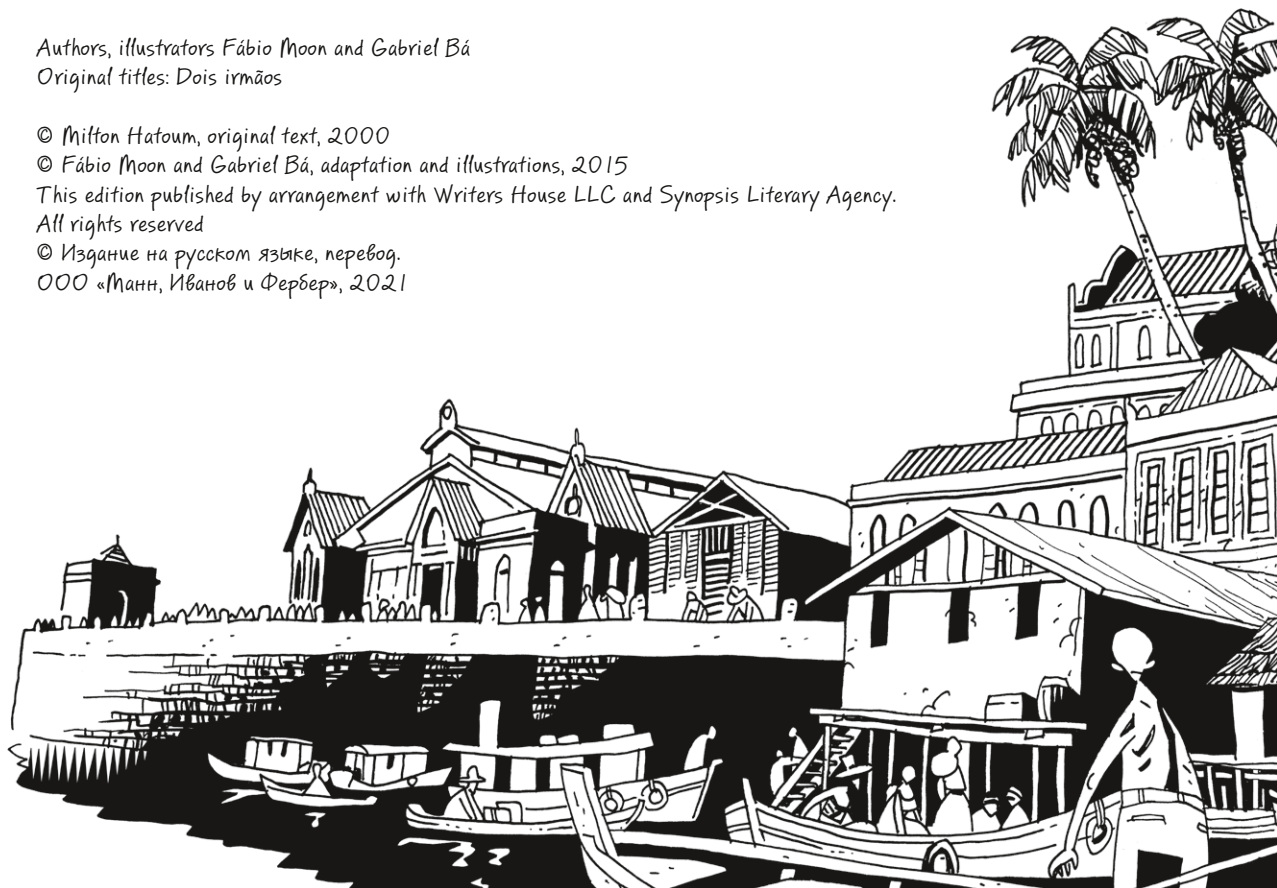 Authors, illustrators Fábio Moon and Gabriel Bá
Original titles: Dois irmãos
© Milton Hatoum, original text, 2000
© Fábio Moon and Gabriel Bá, adaptation and illustrations, 2015
This edition published by arrangement with Writers House LLC and Synopsis Literary Agency.
All rights reserved
© Издание на русском языке, перевод.
ООО «Манн, Иванов и Фербер», 2021